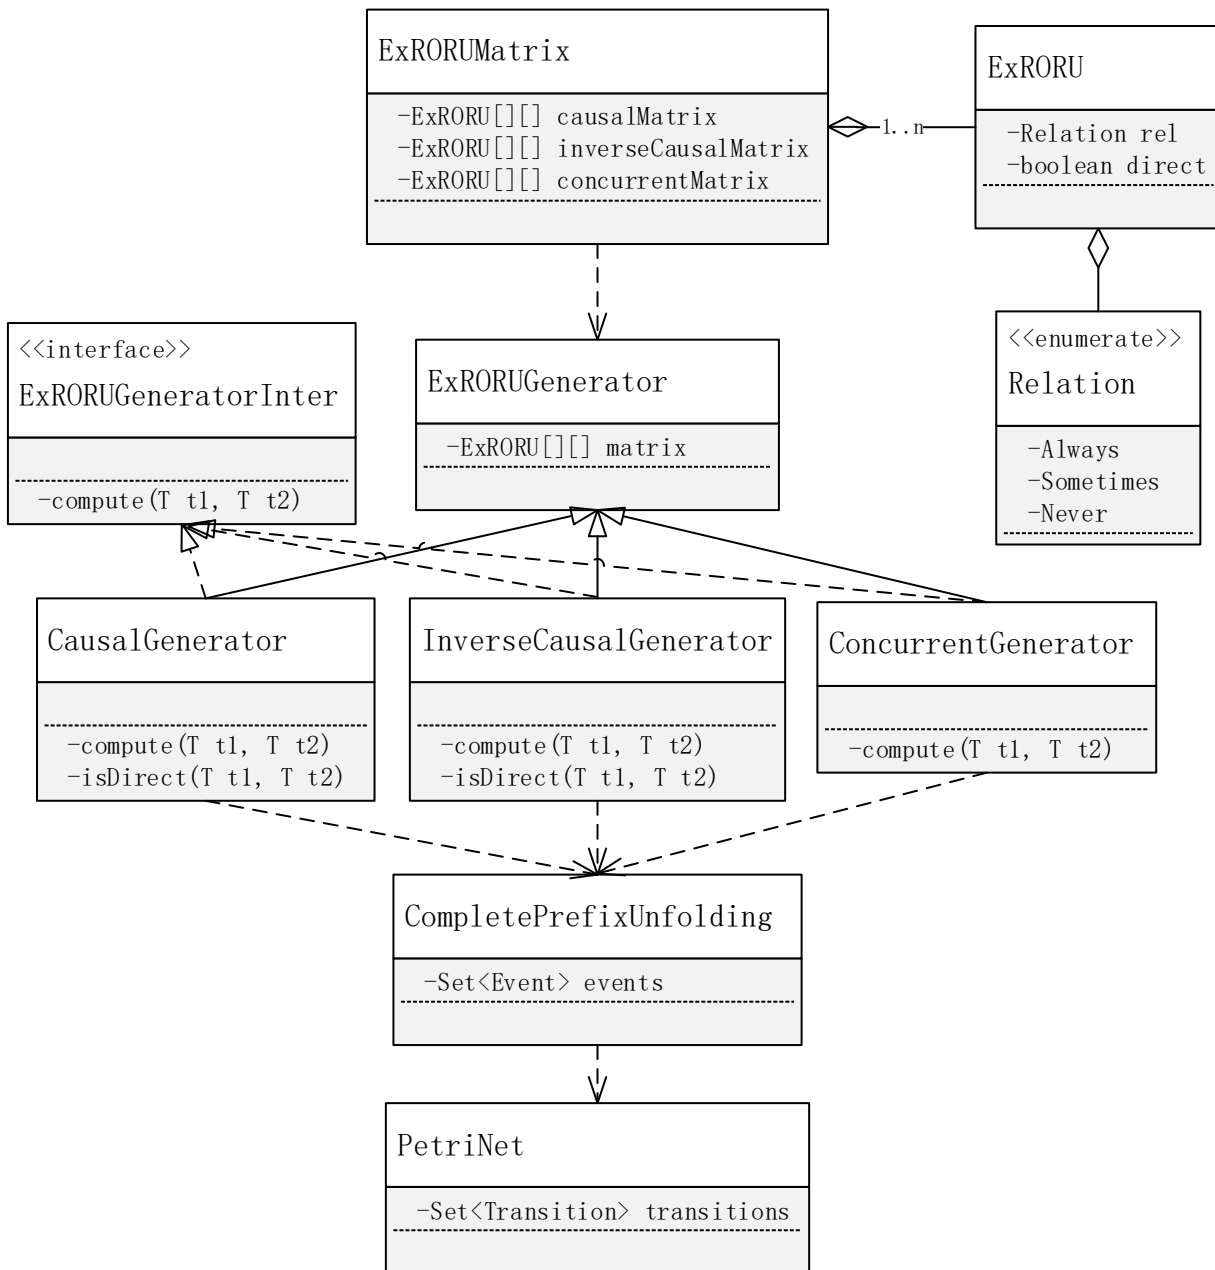 ExRORUMatrix
-ExRORU[][] causalMatrix
-ExRORU[][] inverseCausalMatrix
-ExRORU[][] concurrentMatrix
1..n
ExRORU
-Relation rel
-boolean direct
<<interface>>
ExRORUGeneratorInter
-compute(T t1, T t2)
ExRORUGenerator
-ExRORU[][] matrix
<<enumerate>>
Relation
-Always
-Sometimes
-Never
CausalGenerator
-compute(T t1, T t2)
-isDirect(T t1, T t2)
InverseCausalGenerator
-compute(T t1, T t2)
-isDirect(T t1, T t2)
ConcurrentGenerator
-compute(T t1, T t2)
CompletePrefixUnfolding
-Set<Event> events
PetriNet
-Set<Transition> transitions